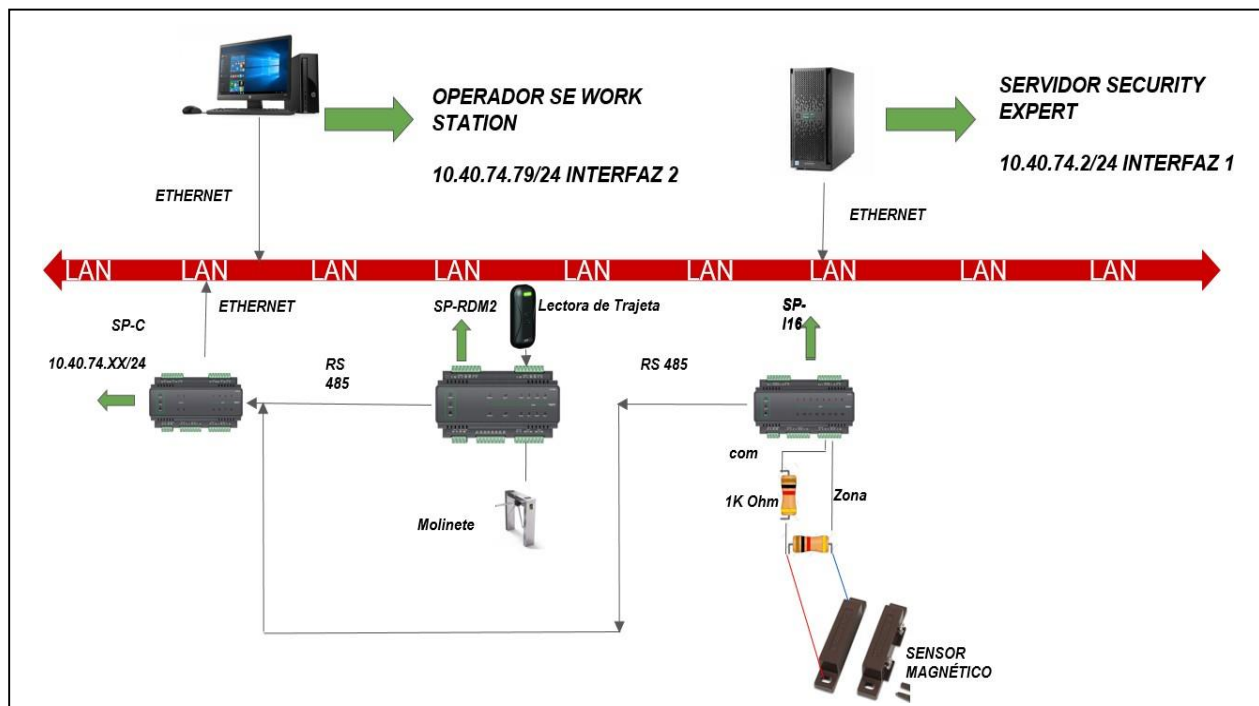 OPERADOR SE WORK
STATION
10.40.74.79/24 INTERFAZ 2
SERVIDOR SECURITY
EXPERT
10.40.74.2/24 INTERFAZ 1
ETHERNET
ETHERNET
LAN LAN LAN LAN LAN LAN LAN LAN LAN
ETHERNET
SP-C
10.40.74.XX/24
SP-RDM2
Lectora de Trajeta
SP-
I16
RS
485
RS 485
com
1K Ohm
Zona
Molinete
SENSOR
MAGNÉTICO